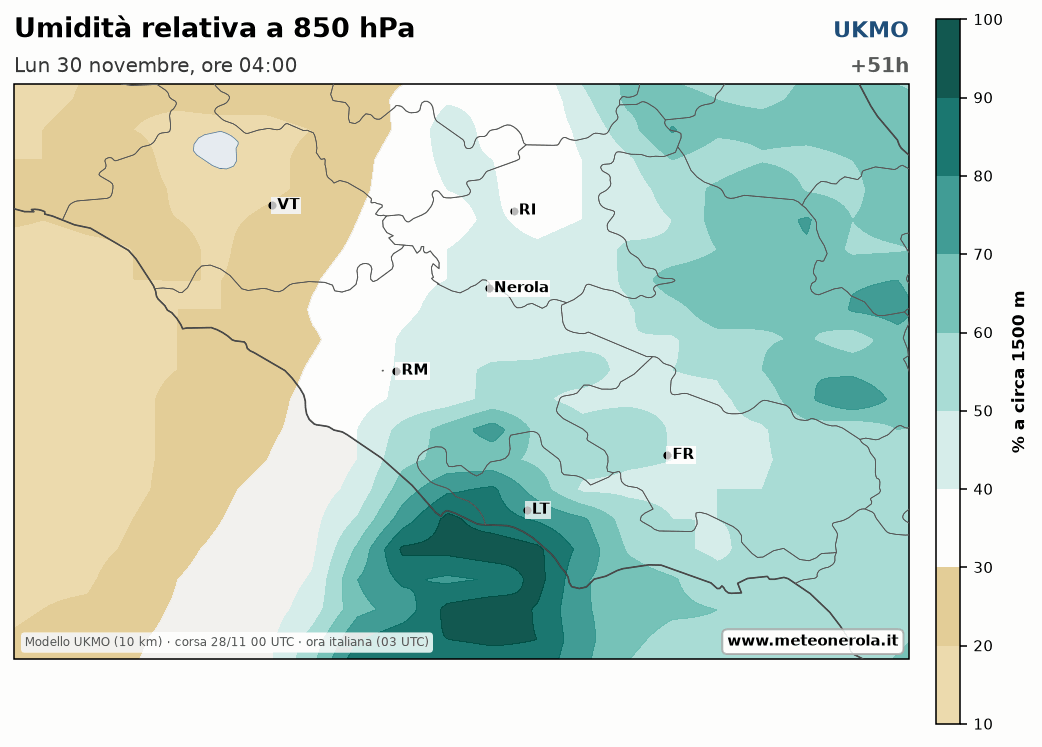 Umidità relativa a 850 hPa
UKMO
Lun 30 novembre, ore 04:00
+51h
100
90
80
70
60
50
40
30
20
10
% a circa 1500 m
VT
RI
Nerola
RM
FR
LT
Modello UKMO (10 km) · corsa 28/11 00 UTC · ora italiana (03 UTC)
www.meteonerola.it